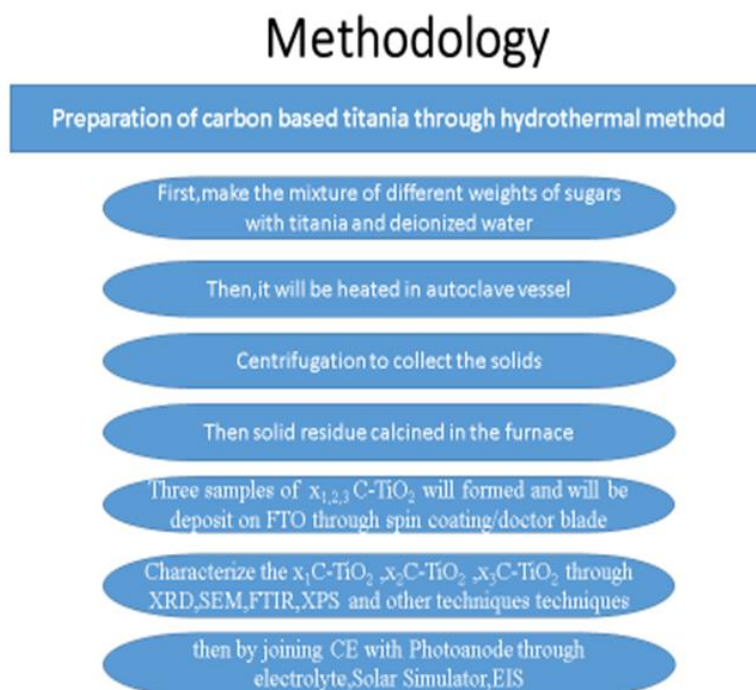 Methodology
Preparation of carbon based titania through hydrothermal method
First,make the mixture of different weights of sugars
with titania and deionized water
Then,it will be heated in autoclave vessel
Centrifugation to collect the solids
Then solid residue calcined in the furnace
Three samples of x₁,₂,₃ C-TiO₂ will formed and will be
deposit on FTO through spin coating/doctor blade
Characterize the x₁C-TiO₂ ,x₂C-TiO₂ ,x₃C-TiO₂ through
XRD,SEM,FTIR,XPS and other techniques techniques
then by joining CE with Photoanode through
electrolyte,Solar Simulator,EIS